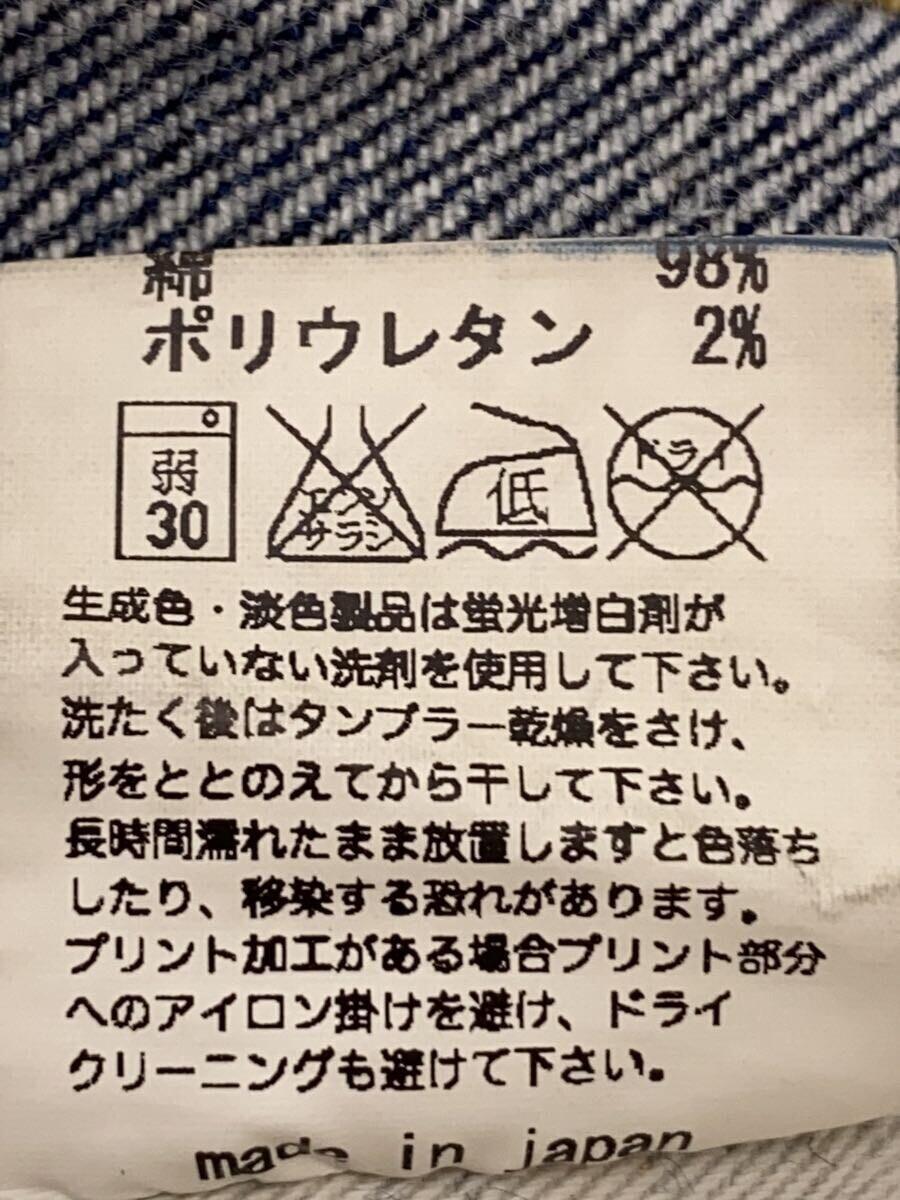 綿 98%
ポリウレタン 2%
弱 30
エンソ サラシ
低
ドライ
生成色・淡色製品は蛍光増白剤が
入っていない洗剤を使用して下さい。
洗たく後はタンブラー乾燥をさけ、
形をととのえてから干して下さい。
長時間濡れたまま放置しますと色落ち
したり、移染する恐れがあります。
プリント加工がある場合プリント部分
へのアイロン掛けを避け、ドライ
クリーニングも避けて下さい。
made in japan